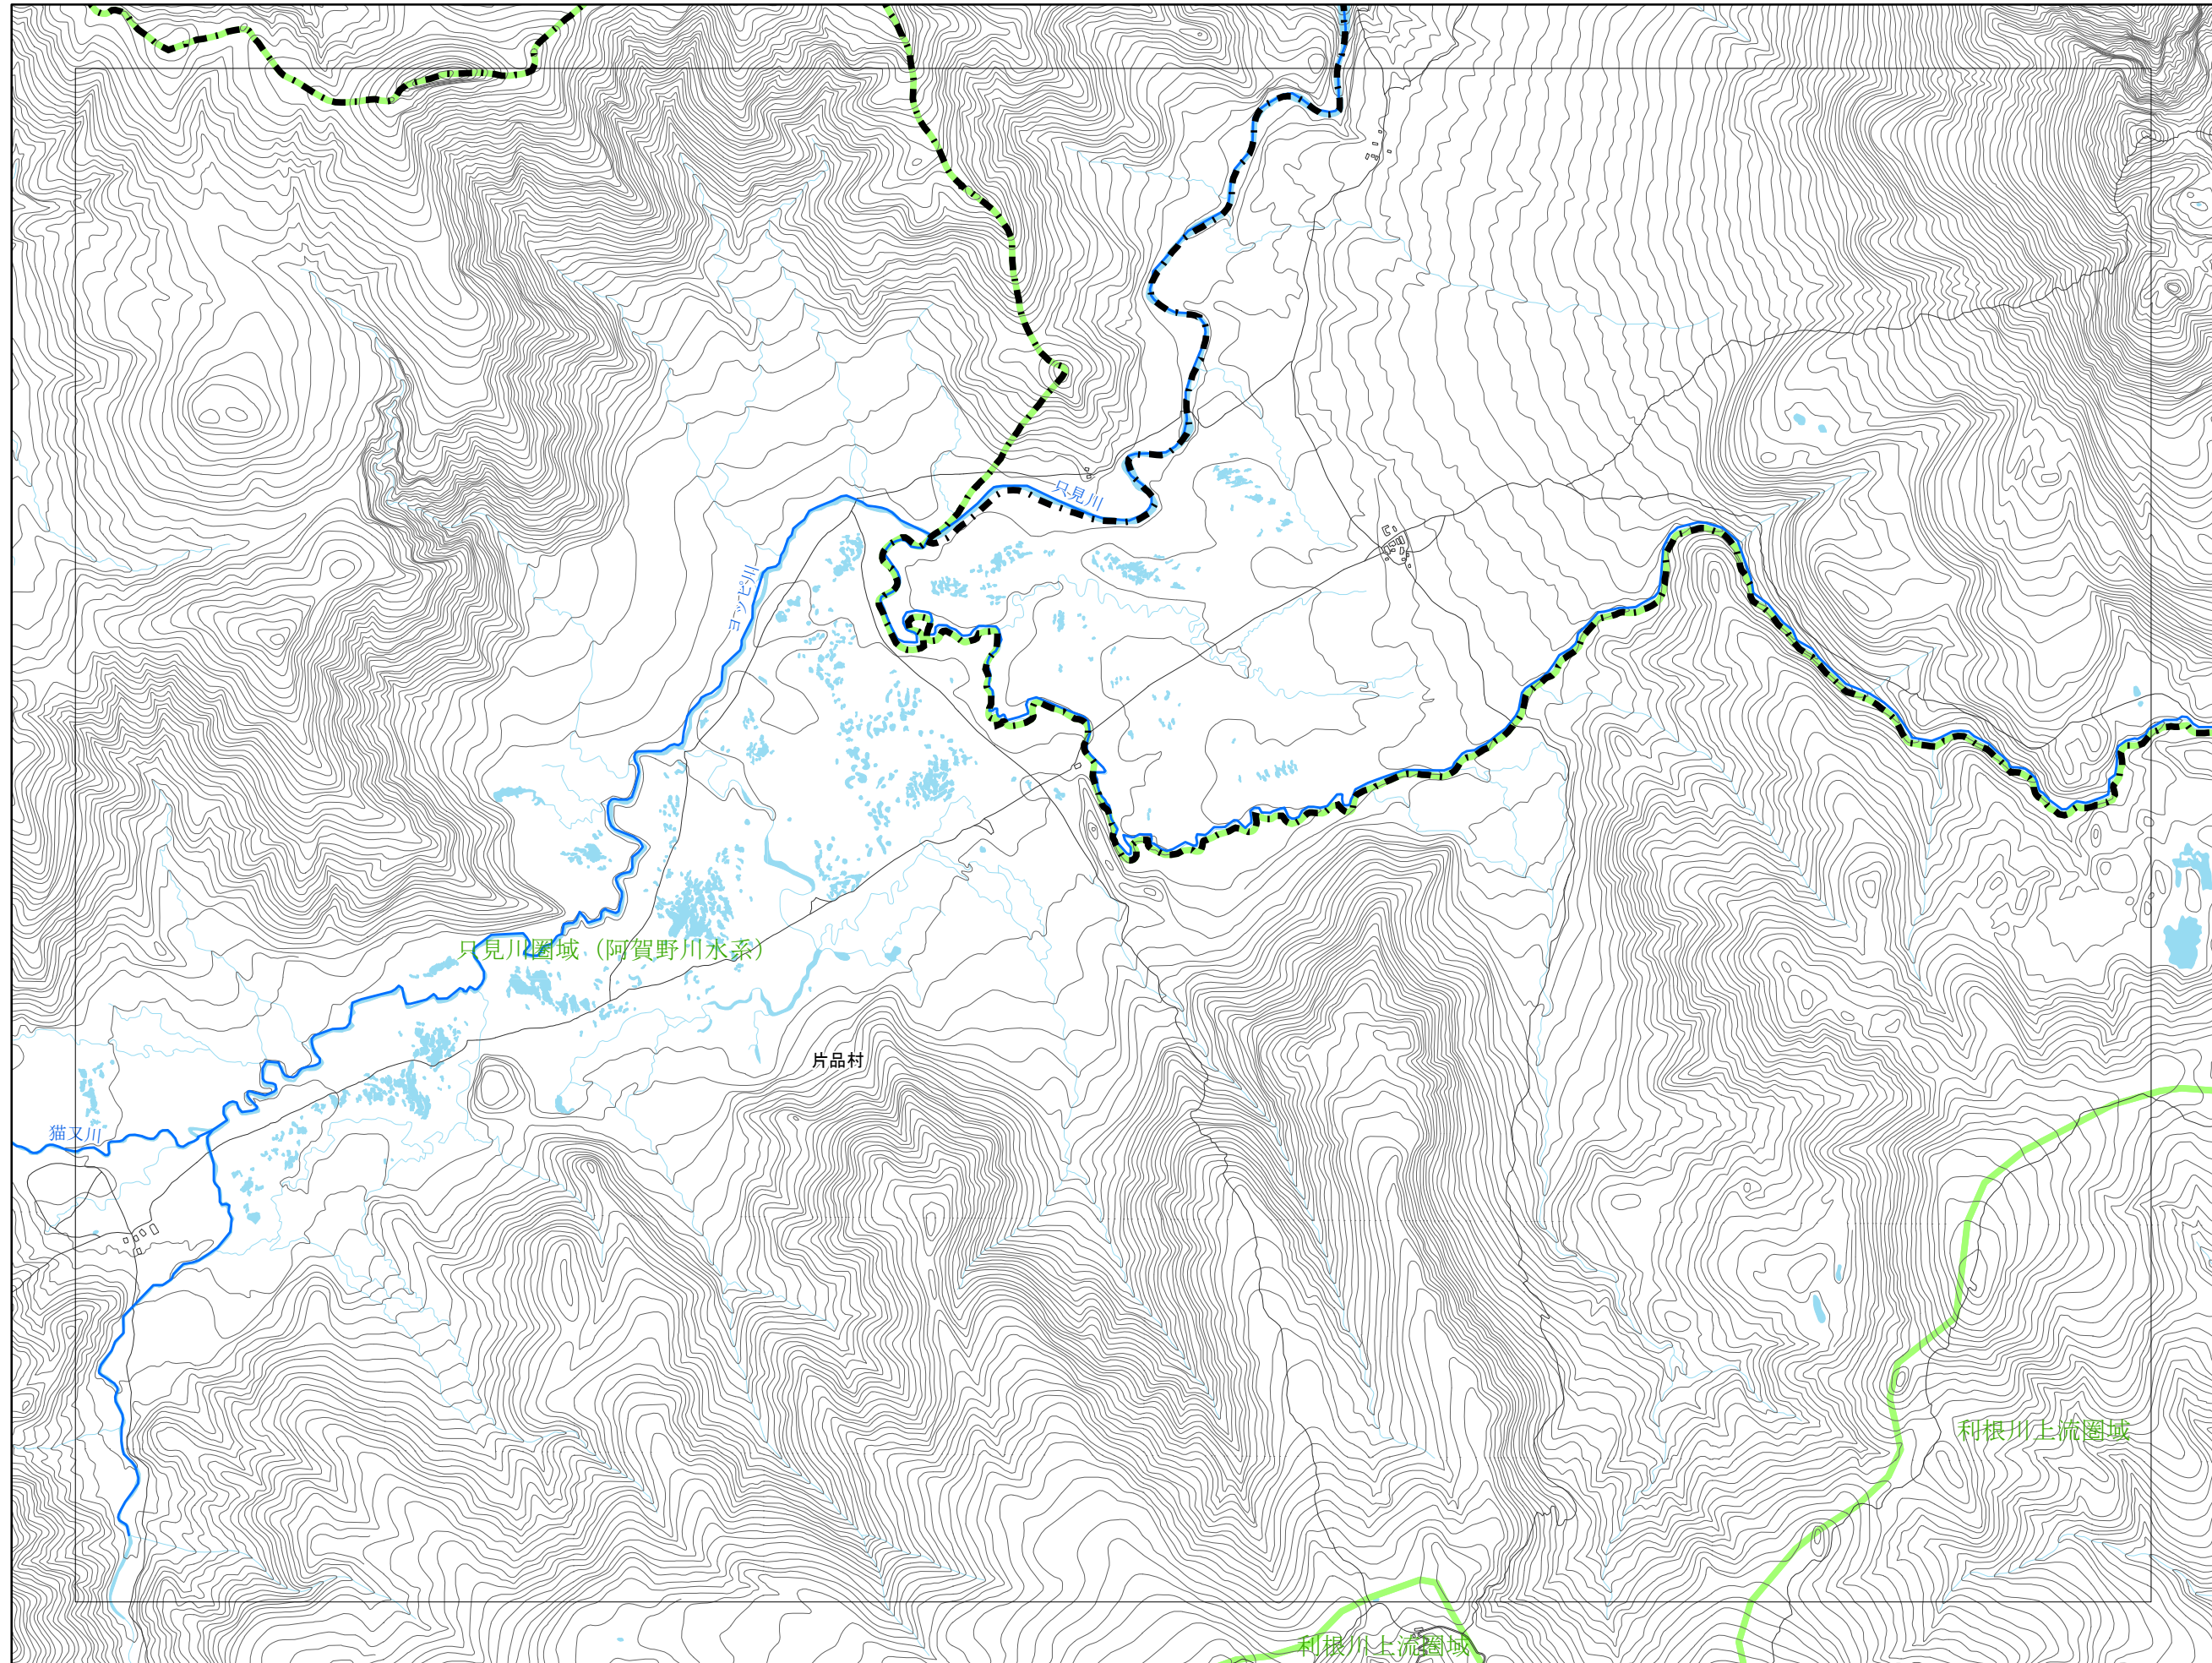 只見川
ヨッピ川
只見川圏域（阿賀野川水系）
片品村
猫又川
利根川上流圏域
利根川上流圏域